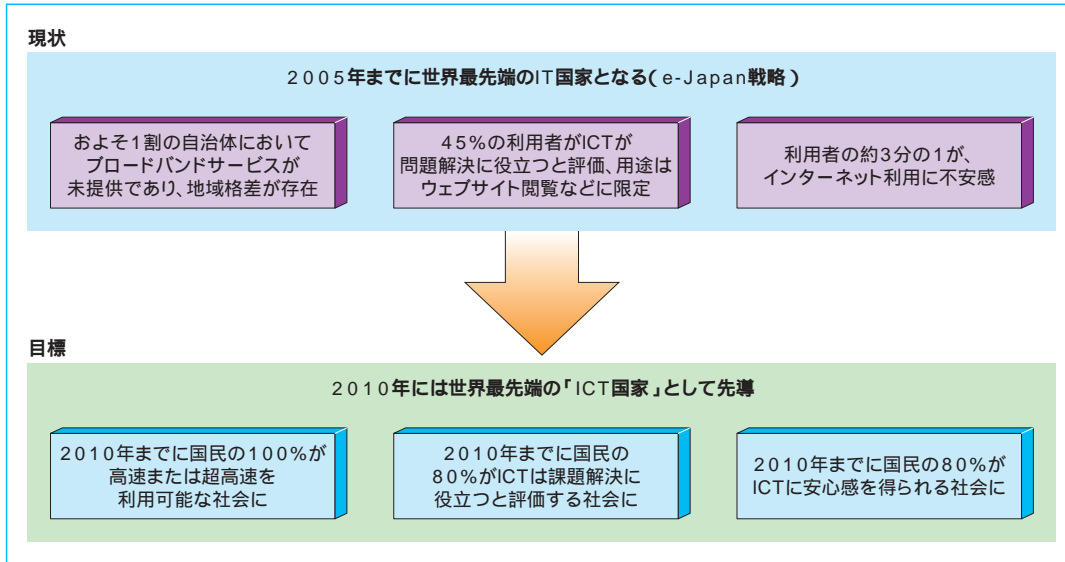 現状
2005年までに世界最先端のIT国家となる(e-Japan戦略)
およそ1割の自治体において
ブロードバンドサービスが
未提供であり、地域格差が存在
45%の利用者がICTが
問題解決に役立つと評価、用途は
ウェブサイト閲覧などに限定
利用者の約3分の1が、
インターネット利用に不安感
目標
2010年には世界最先端の「ICT国家」として先導
2010年までに国民の100%が
高速または超高速を
利用可能な社会に
2010年までに国民の
80%がICTは課題解決に
役立つと評価する社会に
2010年までに国民の80%が
ICTに安心感を得られる社会に